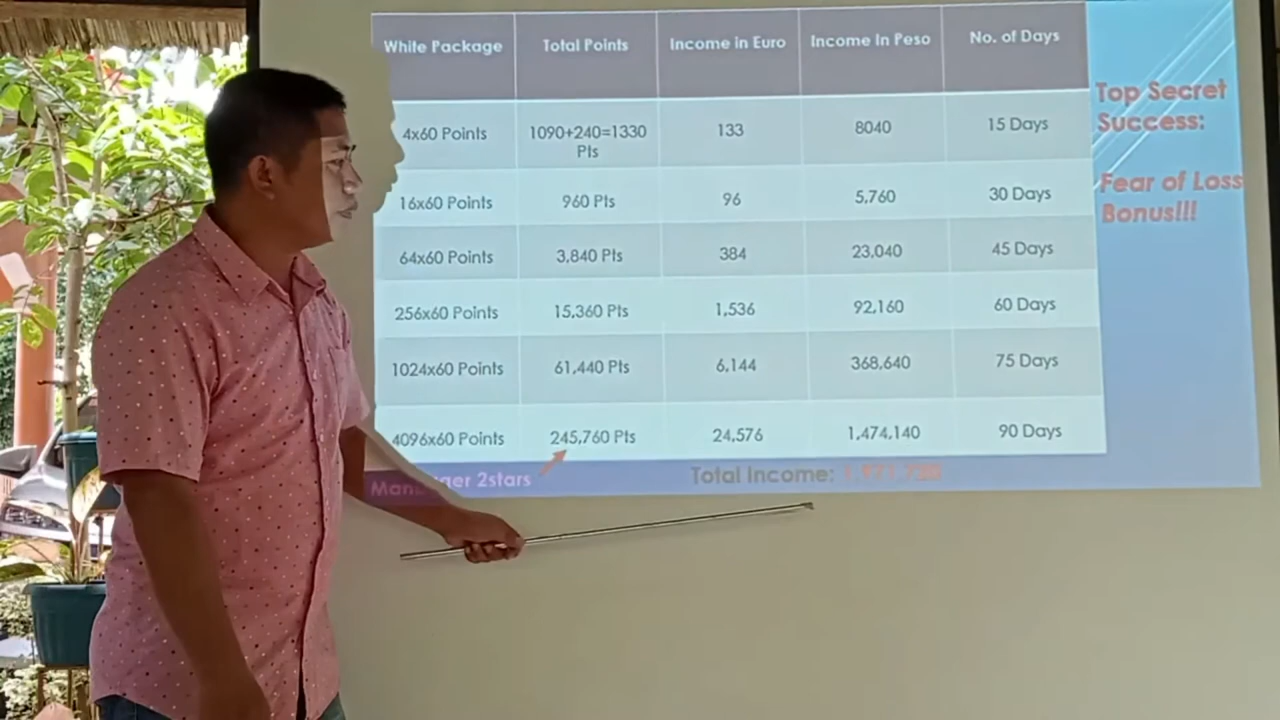 White Package Total Points Income in Euro Income In Peso No. of Days
4x60 Points 1090+240=1330 Pts 133 8040 15 Days
16x60 Points 960 Pts 96 5,760 30 Days
64x60 Points 3,840 Pts 384 23,040 45 Days
256x60 Points 15,360 Pts 1,536 92,160 60 Days
1024x60 Points 61,440 Pts 6,144 368,640 75 Days
4096x60 Points 245,760 Pts 24,576 1,474,140 90 Days
2stars Total Income:
Top Secret
Success:
Fear of Loss
Bonus!!!